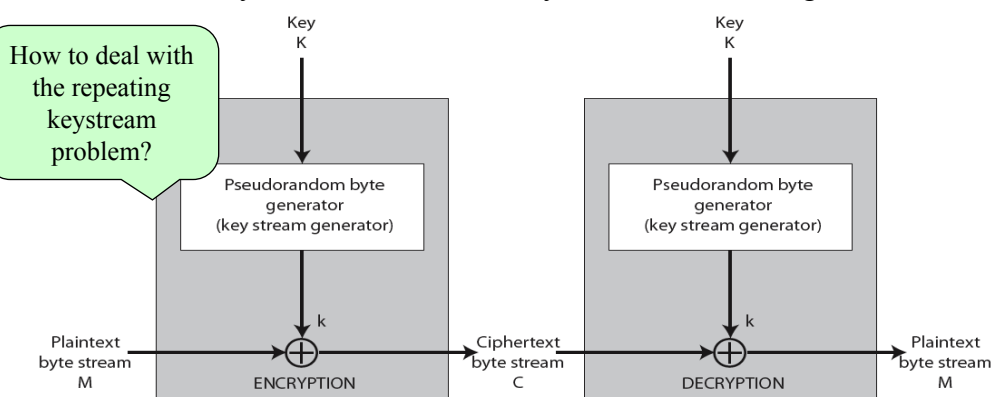 How to deal with
the repeating
keystream
problem?
Key
K
Key
K
Pseudorandom byte
generator
(key stream generator)
Pseudorandom byte
generator
(key stream generator)
k
k
Plaintext
byte stream
M
Ciphertext
byte stream
C
Plaintext
byte stream
M
ENCRYPTION
DECRYPTION